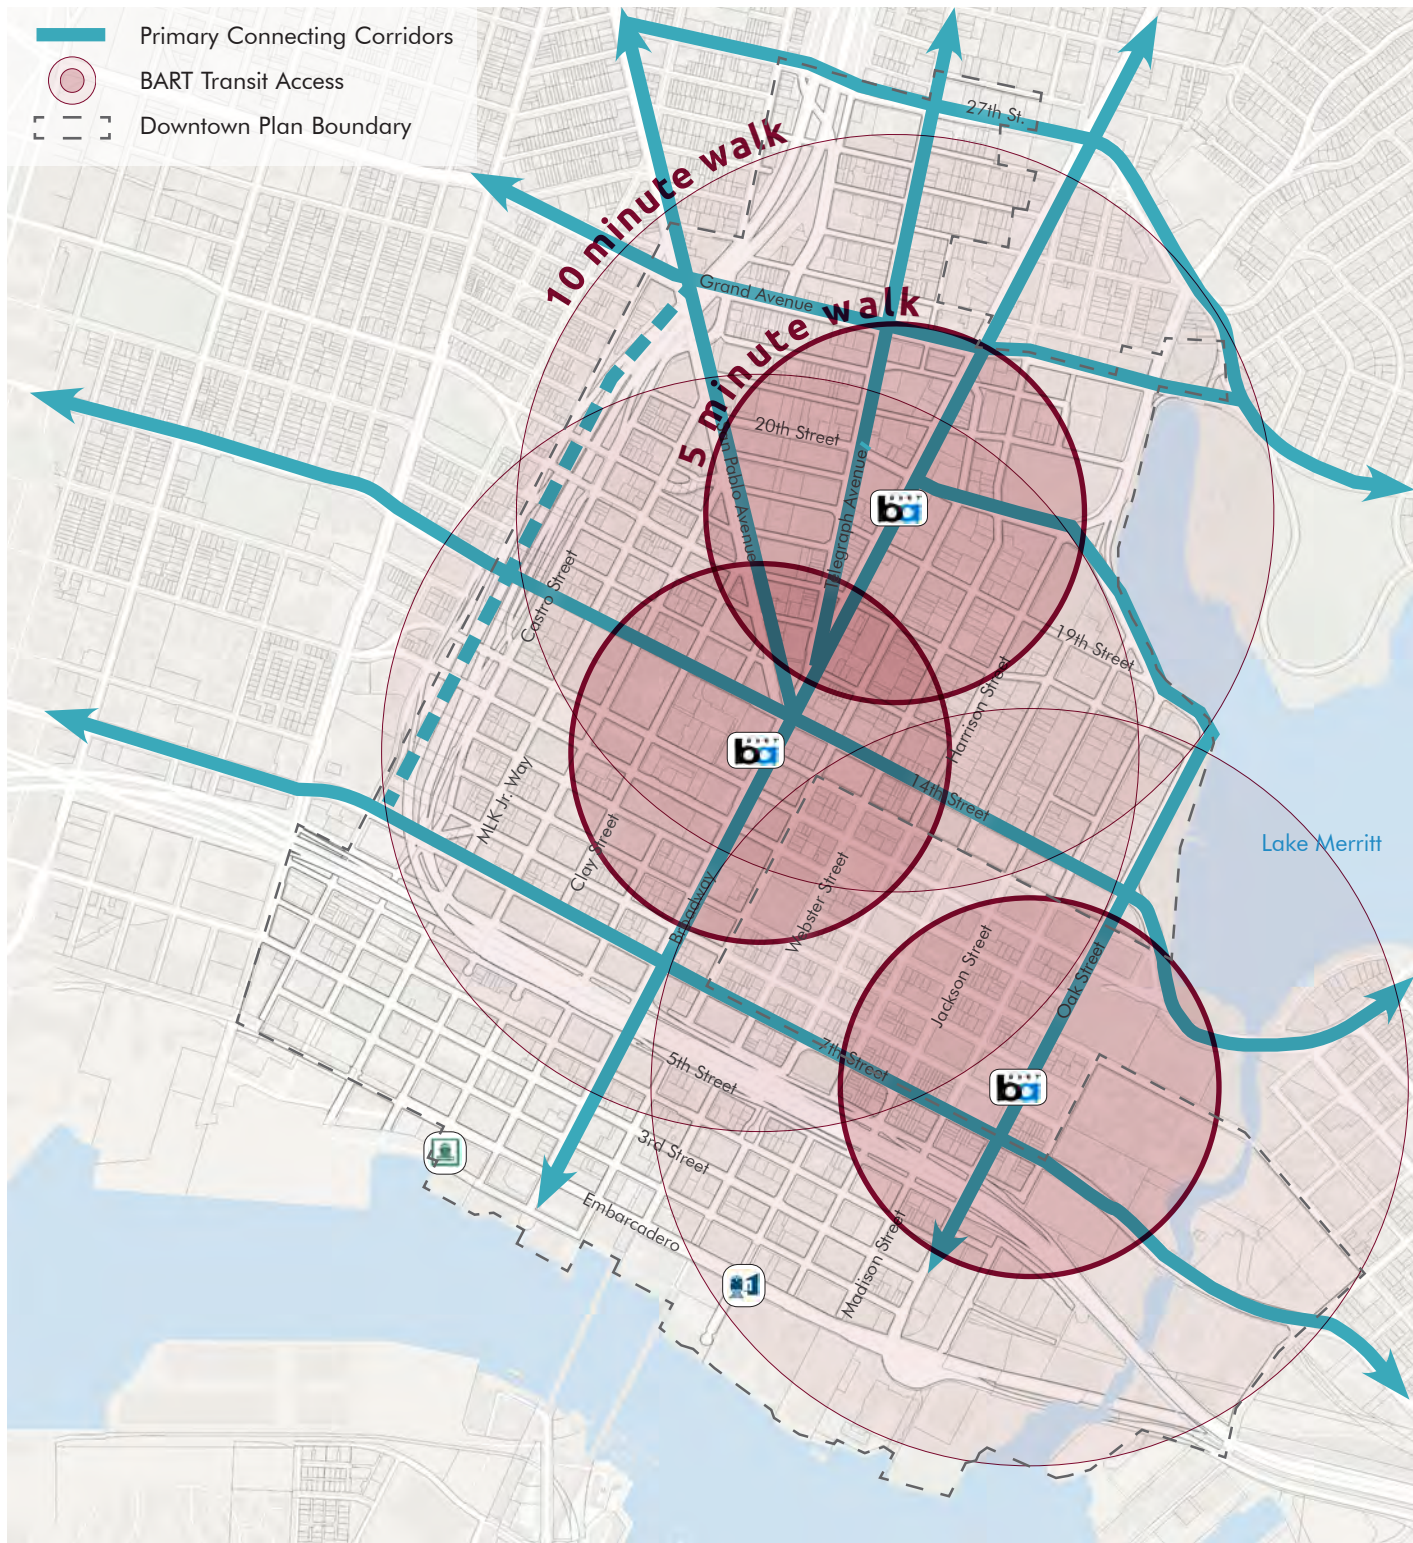 Primary Connecting Corridors
BART Transit Access
Downtown Plan Boundary
27th St.
10 minute walk
Grand Avenue
5 minute walk
20th Street
San Pablo Avenue
Telegraph Avenue
ba
Castro Street
19th Street
Harrison Street
ba
14th Street
MLK Jr. Way
Clay Street
Lake Merritt
Webster Street
Broadway
Jackson Street
Oak Street
7th Street
5th Street
ba
3rd Street
Embarcadero
Madison Street